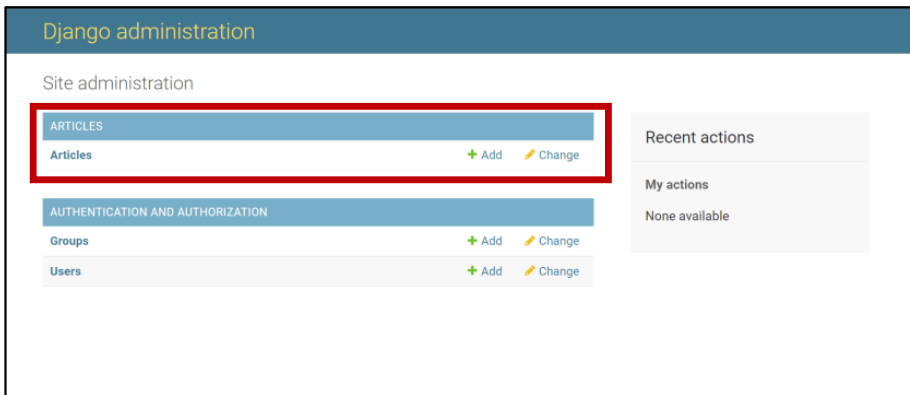 Django administration
Site administration
ARTICLES
Articles + Add Change
AUTHENTICATION AND AUTHORIZATION
Groups + Add Change
Users + Add Change
Recent actions
My actions
None available